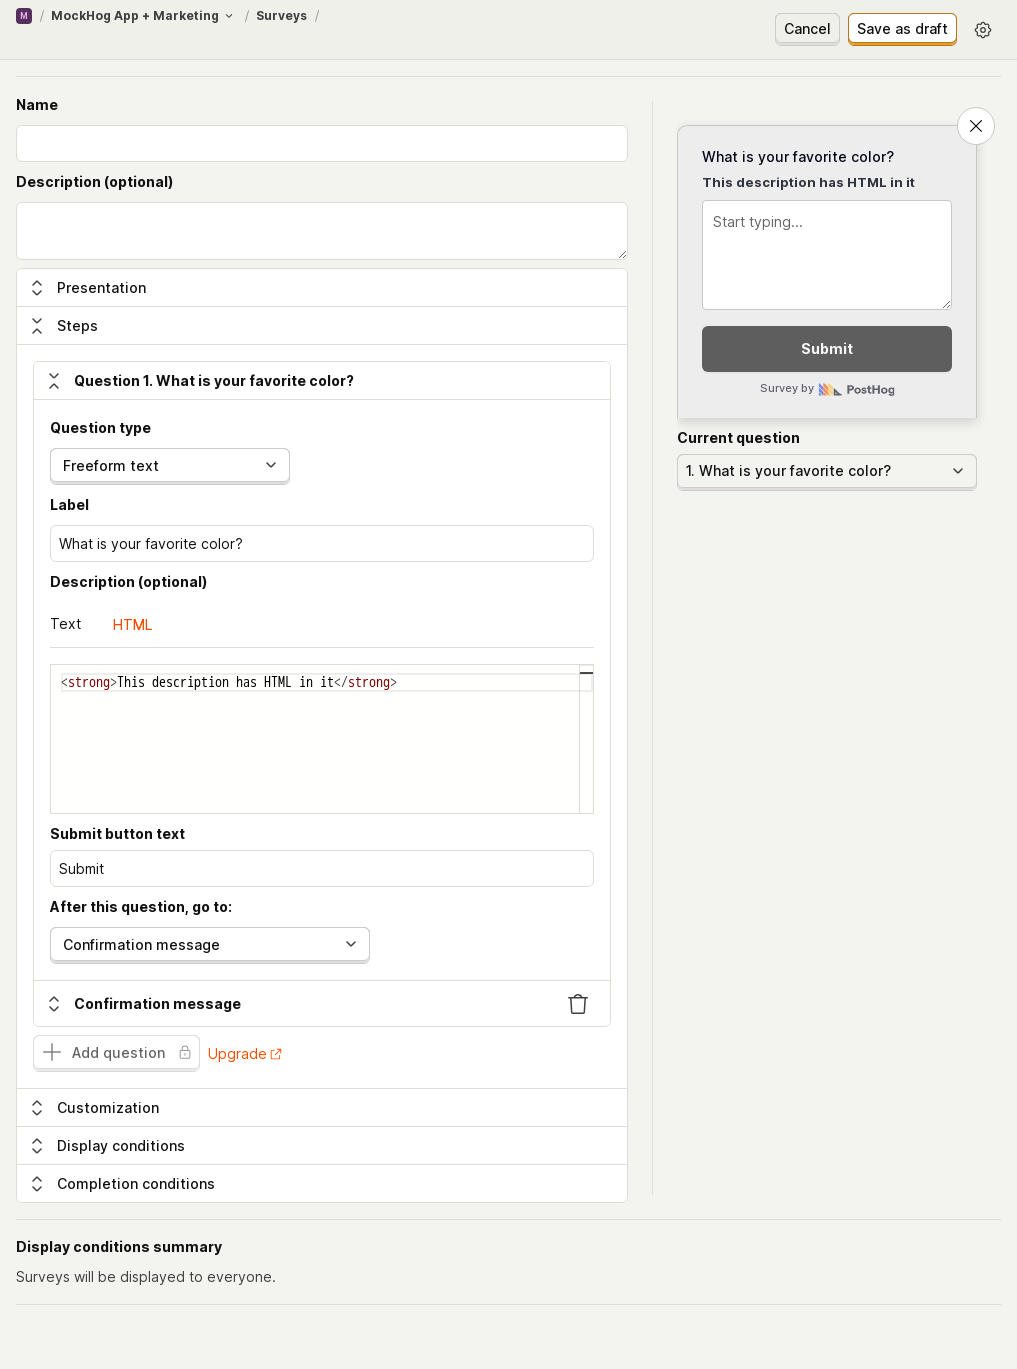 M / MockHog App + Marketing / Surveys /
Cancel
Save as draft
Name
Description (optional)
Presentation
Steps
Question 1. What is your favorite color?
Question type
Freeform text
Label
What is your favorite color?
Description (optional)
Text
HTML
<strong>This description has HTML in it</strong>
Submit button text
Submit
After this question, go to:
Confirmation message
Confirmation message
Add question
Upgrade
Customization
Display conditions
Completion conditions
What is your favorite color?
This description has HTML in it
Start typing...
Submit
Survey by PostHog
Current question
1. What is your favorite color?
Display conditions summary
Surveys will be displayed to everyone.